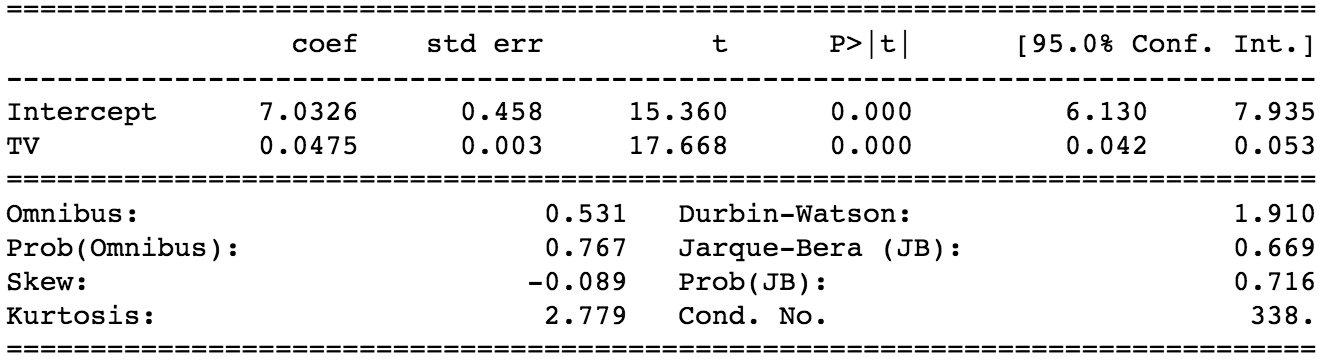 ==============================================================================
                 coef    std err          t      P>|t|      [95.0% Conf. Int.]
------------------------------------------------------------------------------
Intercept      7.0326      0.458     15.360      0.000         6.130     7.935
TV             0.0475      0.003     17.668      0.000         0.042     0.053
==============================================================================
Omnibus:                        0.531   Durbin-Watson:                   1.910
Prob(Omnibus):                  0.767   Jarque-Bera (JB):                0.669
Skew:                          -0.089   Prob(JB):                        0.716
Kurtosis:                       2.779   Cond. No.                         338.
==============================================================================